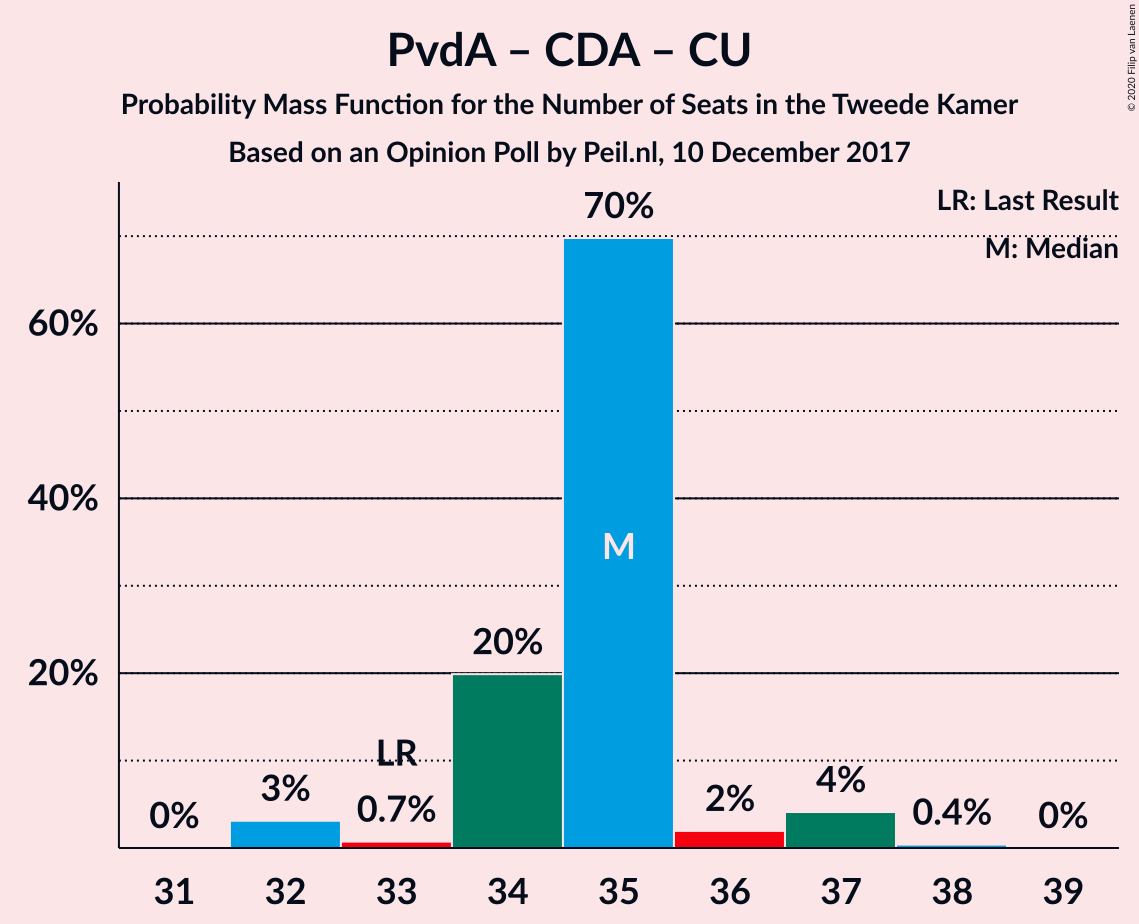 PvdA – CDA – CU
Probability Mass Function for the Number of Seats in the Tweede Kamer
Based on an Opinion Poll by Peil.nl, 10 December 2017
© 2020 Filip van Laenen
LR: Last Result
M: Median
60%
40%
20%
0%
3%
LR
0.7%
20%
70%
M
2%
4%
0.4%
0%
31 32 33 34 35 36 37 38 39